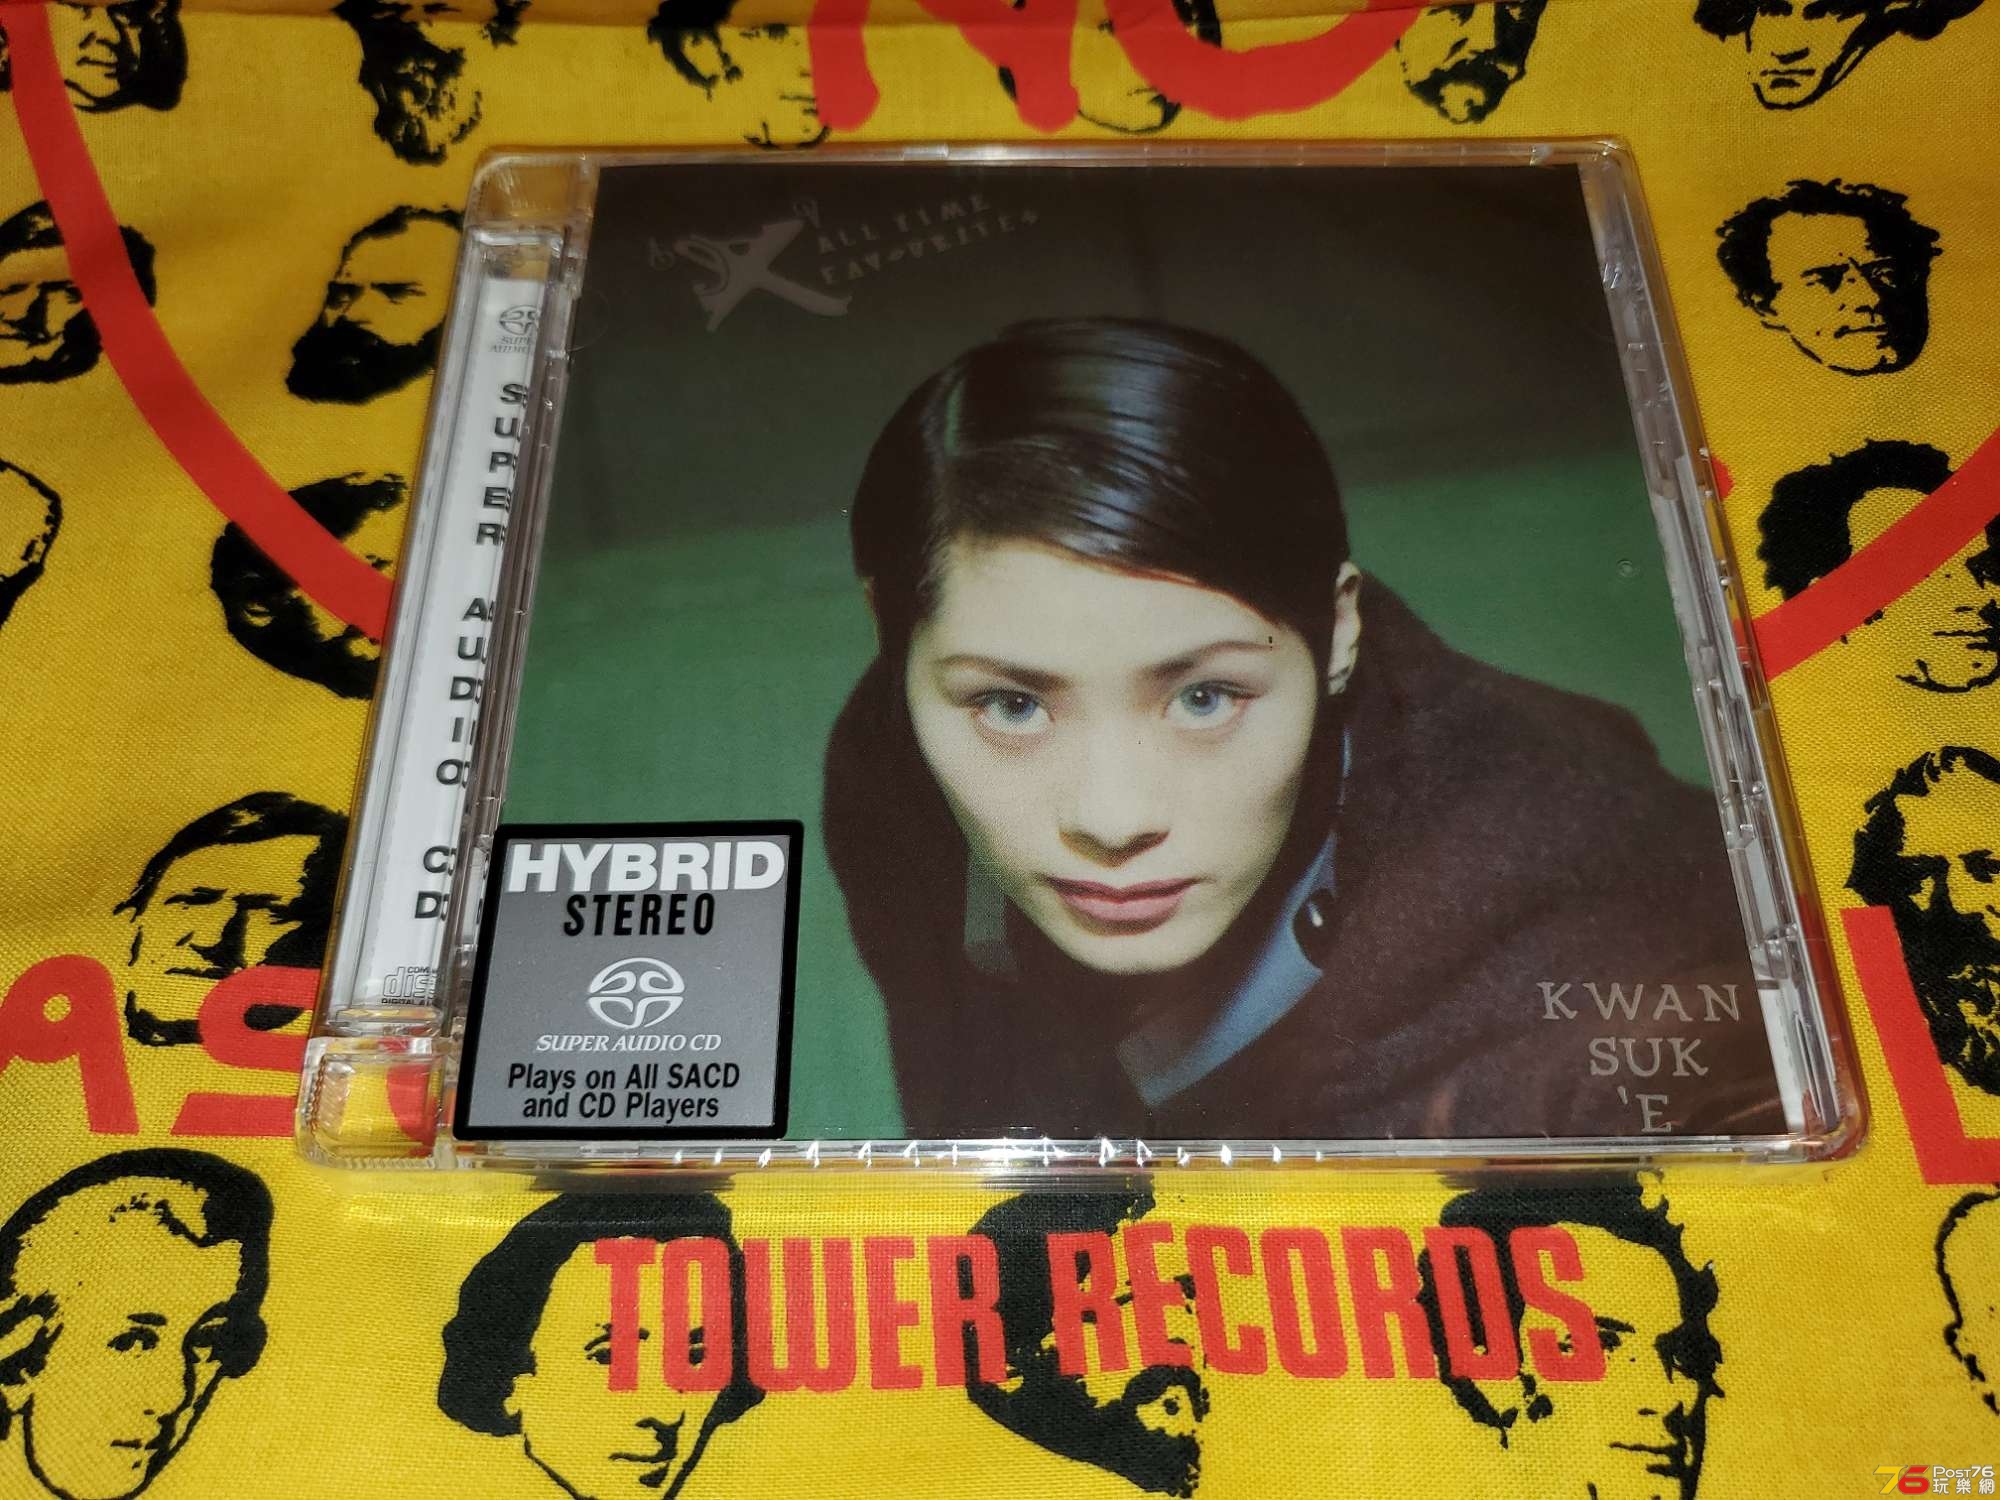 NO
ALL TIME
FAVOURITES
SUPER AUDIO CD
HYBRID
STEREO
SUPER AUDIO CD
Plays on All SACD
and CD Players
KWAN
SUK
'E
TOWER RECORDS
POST76
玩樂網